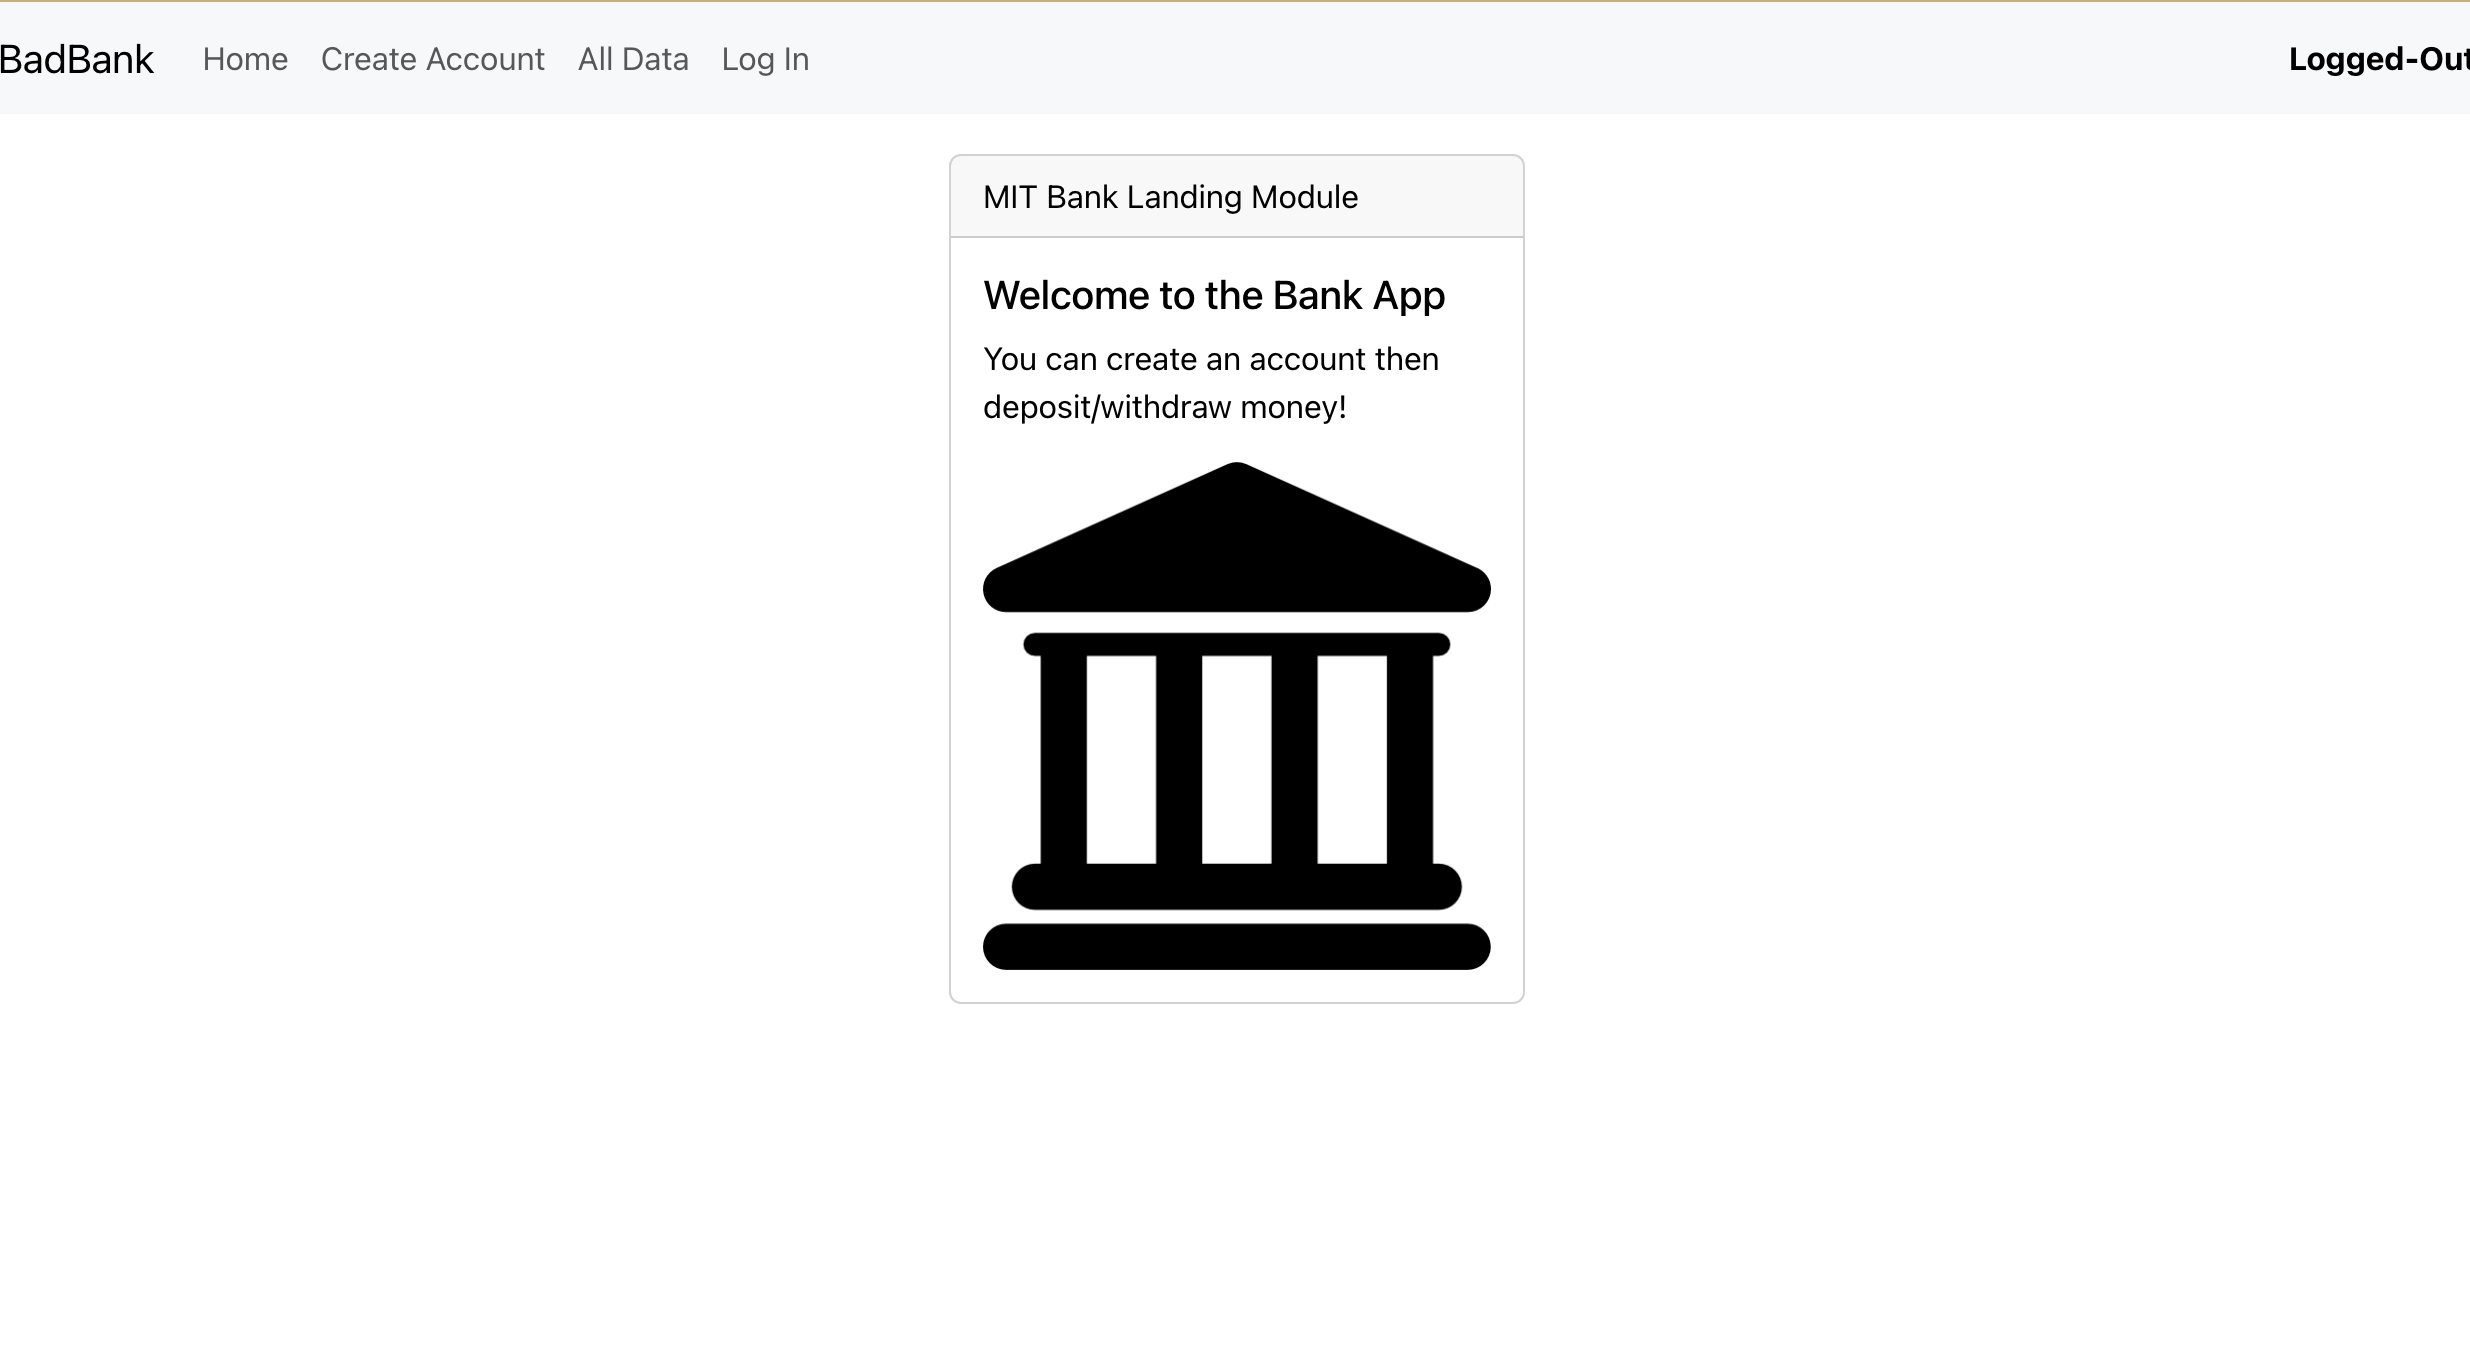 BadBank Home Create Account All Data Log In Logged-Out
MIT Bank Landing Module
Welcome to the Bank App
You can create an account then
deposit/withdraw money!